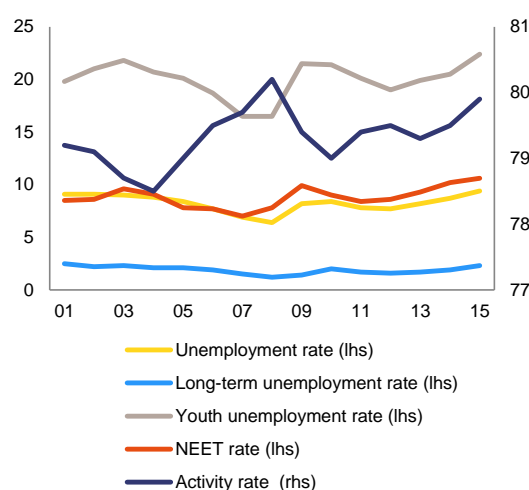 25
20
15
10
5
0
81
80
79
78
77
01 03 05 07 09 11 13 15
Unemployment rate (lhs)
Long-term unemployment rate (lhs)
Youth unemployment rate (lhs)
NEET rate (lhs)
Activity rate  (rhs)